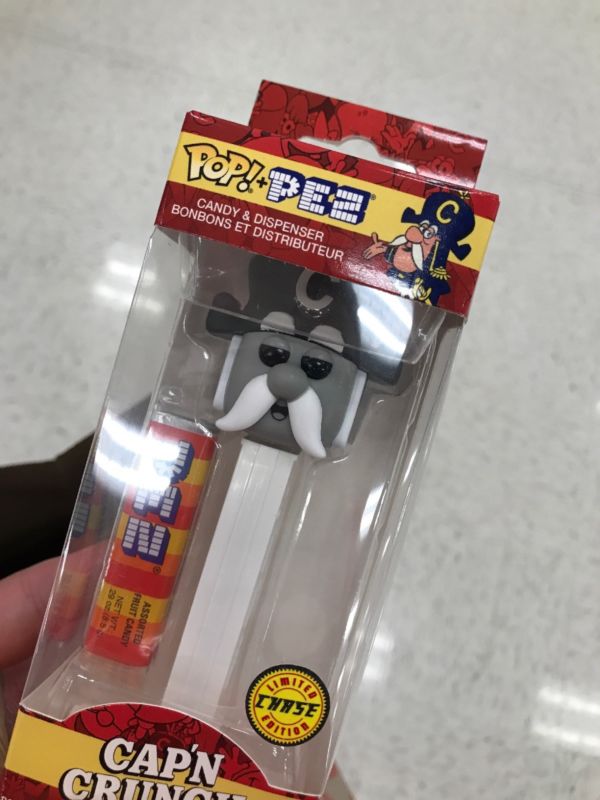 POP!+PEZ®
CANDY & DISPENSER
BONBONS ET DISTRIBUTEUR
C
C
PEZ®
ASSORTED
FRUIT CANDY
NET WT.
LIMITED
CHASE
EDITION
CAP'N
CRUNCH